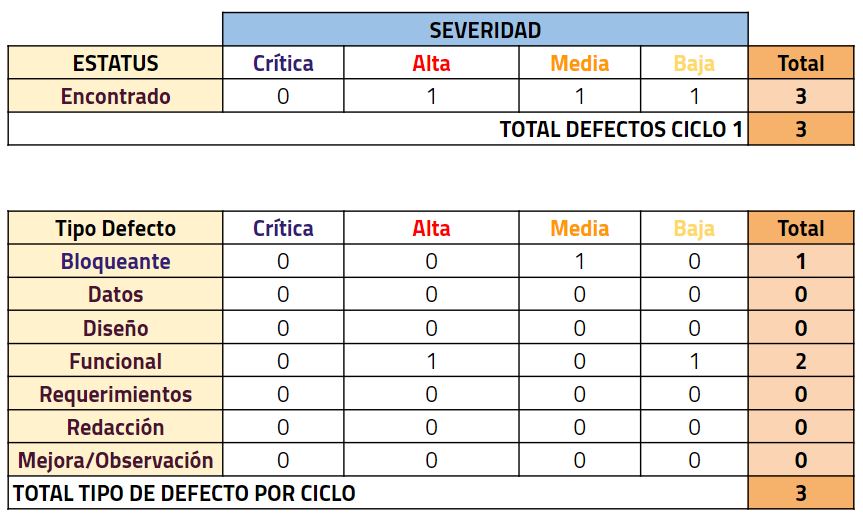 SEVERIDAD
ESTATUS Crítica Alta Media Baja Total
Encontrado 0 1 1 1 3
TOTAL DEFECTOS CICLO 1 3
Tipo Defecto Crítica Alta Media Baja Total
Bloqueante 0 0 1 0 1
Datos 0 0 0 0 0
Diseño 0 0 0 0 0
Funcional 0 1 0 1 2
Requerimientos 0 0 0 0 0
Redacción 0 0 0 0 0
Mejora/Observación 0 0 0 0 0
TOTAL TIPO DE DEFECTO POR CICLO 3